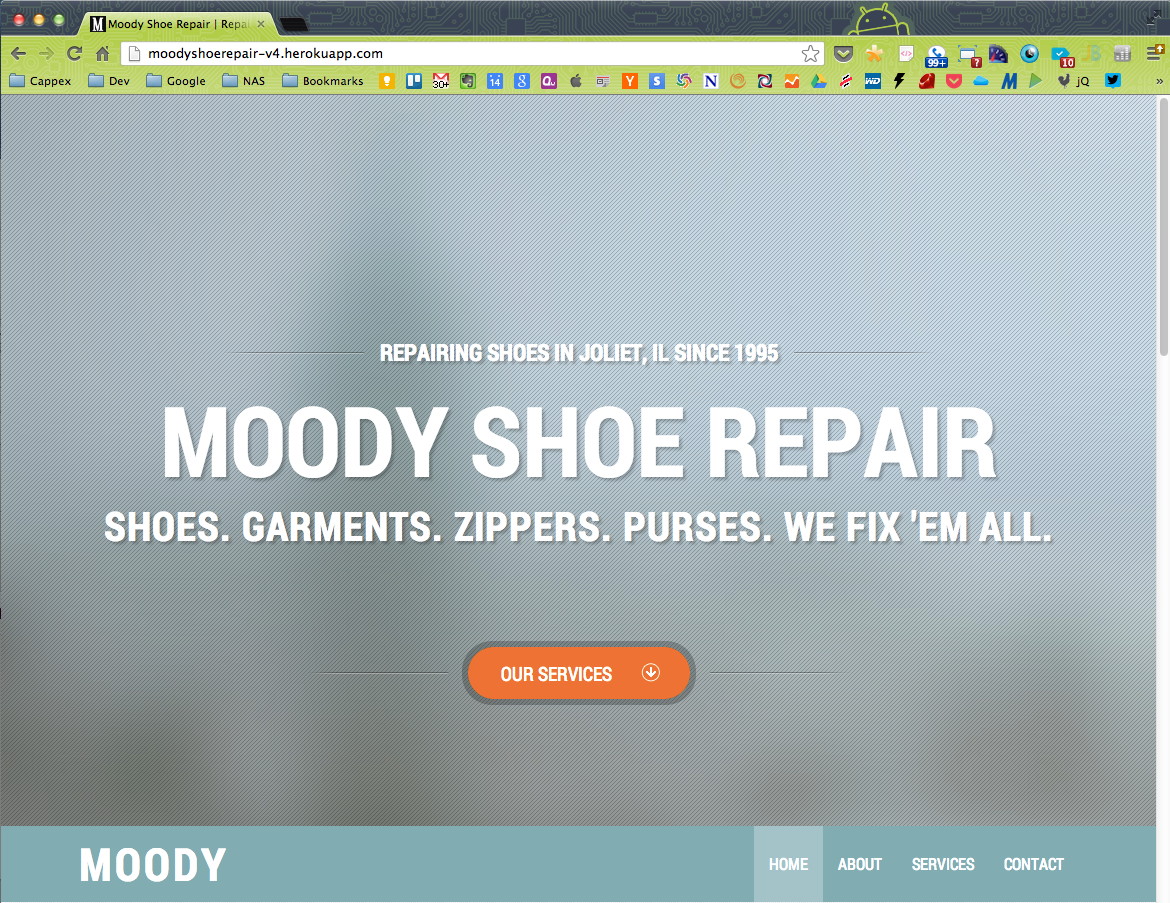 Moody Shoe Repair | Repai
moodyshoerepair-v4.herokuapp.com
99+
?
10
Cappex Dev Google NAS Bookmarks 30+ 14 g Y S N WD M jQ »
REPAIRING SHOES IN JOLIET, IL SINCE 1995
MOODY SHOE REPAIR
SHOES. GARMENTS. ZIPPERS. PURSES. WE FIX 'EM ALL.
OUR SERVICES
MOODY HOME ABOUT SERVICES CONTACT